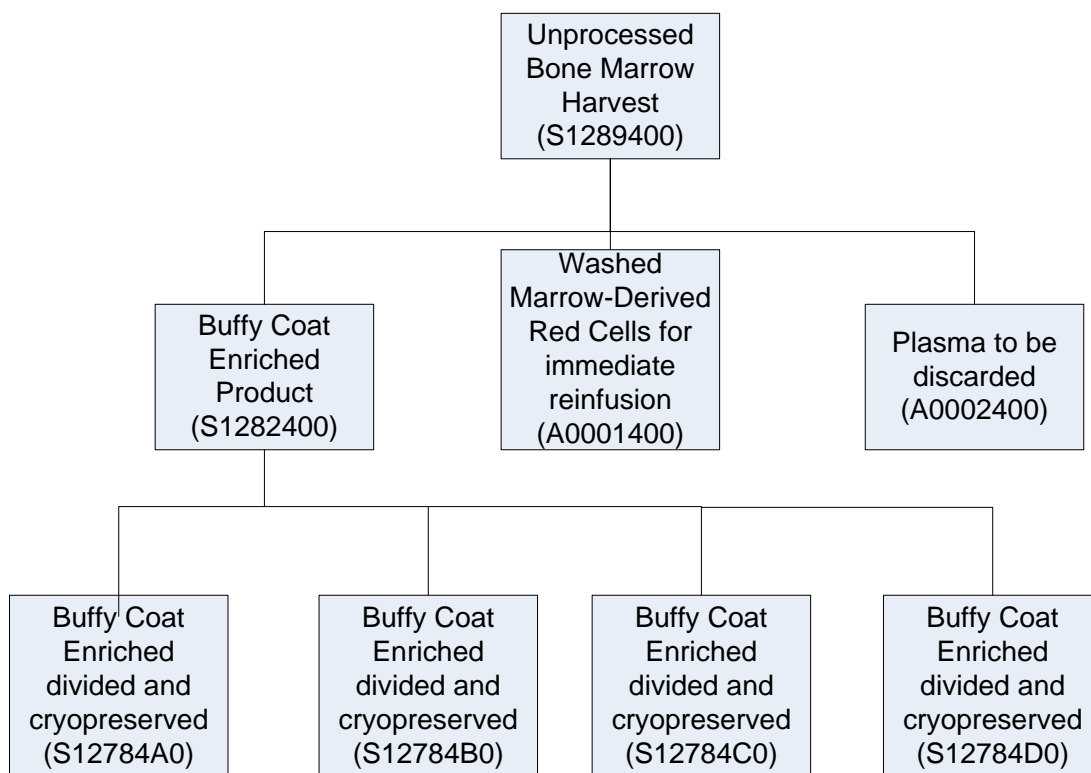 Unprocessed
Bone Marrow
Harvest
(S1289400)
Buffy Coat
Enriched
Product
(S1282400)
Washed
Marrow-Derived
Red Cells for
immediate
reinfusion
(A0001400)
Plasma to be
discarded
(A0002400)
Buffy Coat
Enriched
divided and
cryopreserved
(S12784A0)
Buffy Coat
Enriched
divided and
cryopreserved
(S12784B0)
Buffy Coat
Enriched
divided and
cryopreserved
(S12784C0)
Buffy Coat
Enriched
divided and
cryopreserved
(S12784D0)